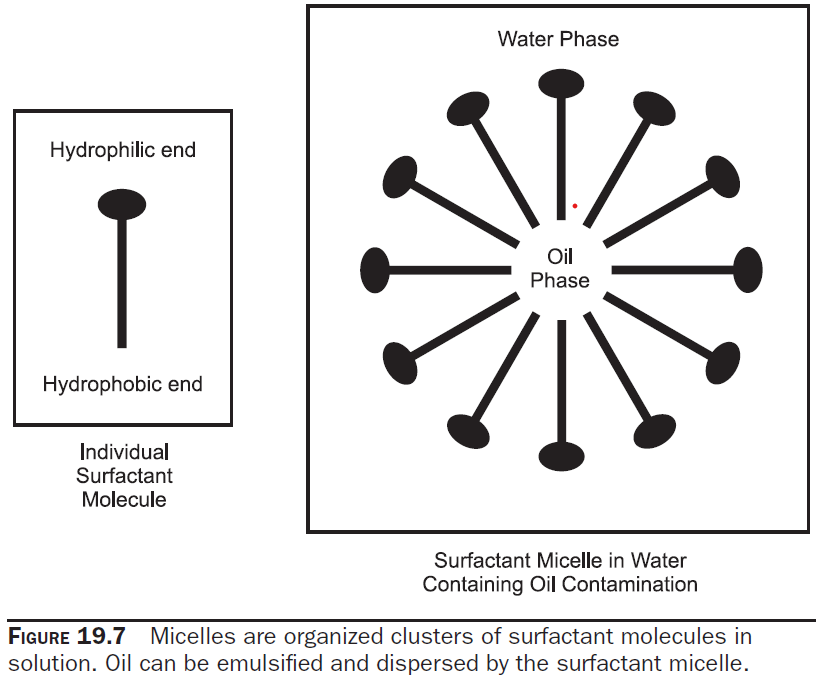 Hydrophilic end
Hydrophobic end
Individual
Surfactant
Molecule
Water Phase
Oil
Phase
Surfactant Micelle in Water
Containing Oil Contamination
FIGURE 19.7 Micelles are organized clusters of surfactant molecules in
solution. Oil can be emulsified and dispersed by the surfactant micelle.